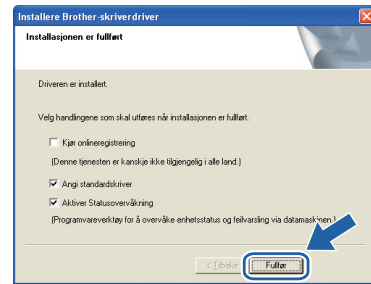 Installere Brother-skriverdriver
Installasjonen er fullført
Driveren er installert.
Velg handlingene som skal utføres når installasjonen er fullført.
Kjør onlineregistrering
(Denne tjenesten er kanskje ikke tilgjengelig i alle land.)
Angi standardskriver
Aktiver Statusovervåkning
(Programvareverktøy for å overvåke enhetsstatus og feilvarsling via datamaskinen.)
< Tilbake Fullfør